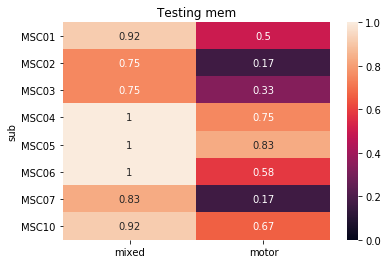 Testing mem
sub
MSC01 0.92 0.5
MSC02 0.75 0.17
MSC03 0.75 0.33
MSC04 1 0.75
MSC05 1 0.83
MSC06 1 0.58
MSC07 0.83 0.17
MSC10 0.92 0.67
mixed motor
1.0
0.8
0.6
0.4
0.2
0.0